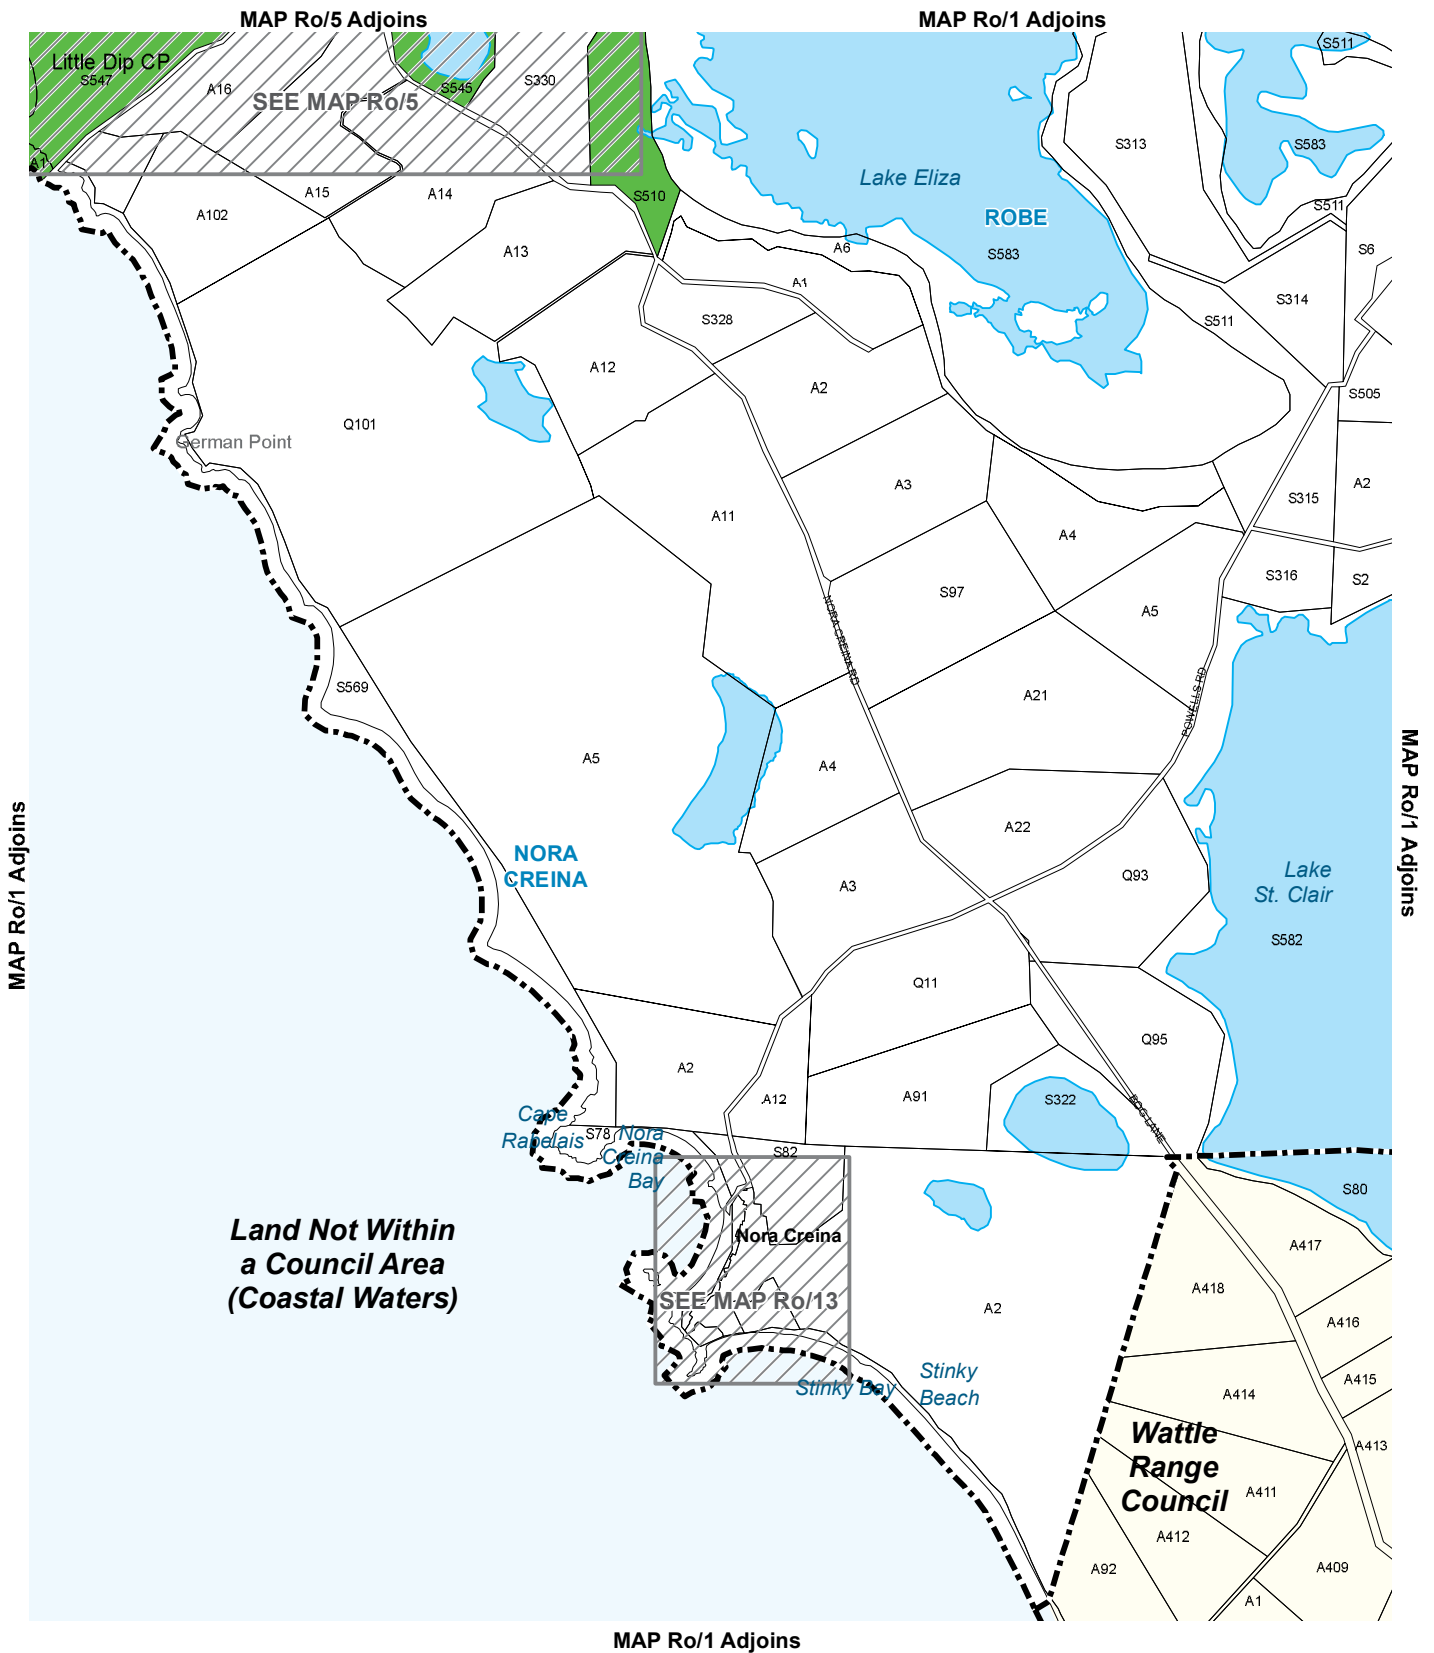 MAP Ro/5 Adjoins
MAP Ro/1 Adjoins
Little Dip CP
S547
A16
S545
S330
S511
SEE MAP Ro/5
S313
S583
A1
A15
A14
S510
Lake Eliza
S511
A102
ROBE
A13
A6
S583
S6
A1
S314
S328
S511
A12
A2
S505
Q101
German Point
A3
A2
S315
A11
A4
S316
S2
S97
A5
NORA CREINA RD
S569
A21
POWELLS RD
A5
A4
MAP Ro/1 Adjoins
MAP Ro/1 Adjoins
A22
NORA
CREINA
Lake
St. Clair
Q93
A3
S582
Q11
Q95
A2
A12
A91
S322
BOG LANE
Cape
Rabelais
S78
Nora
Creina
Bay
S82
S80
Land Not Within
a Council Area
(Coastal Waters)
Nora Creina
A417
A418
SEE MAP Ro/13
A2
A416
Stinky Bay
Stinky
Beach
A415
A414
Wattle
Range
Council
A413
A411
A412
A92
A409
A1
MAP Ro/1 Adjoins